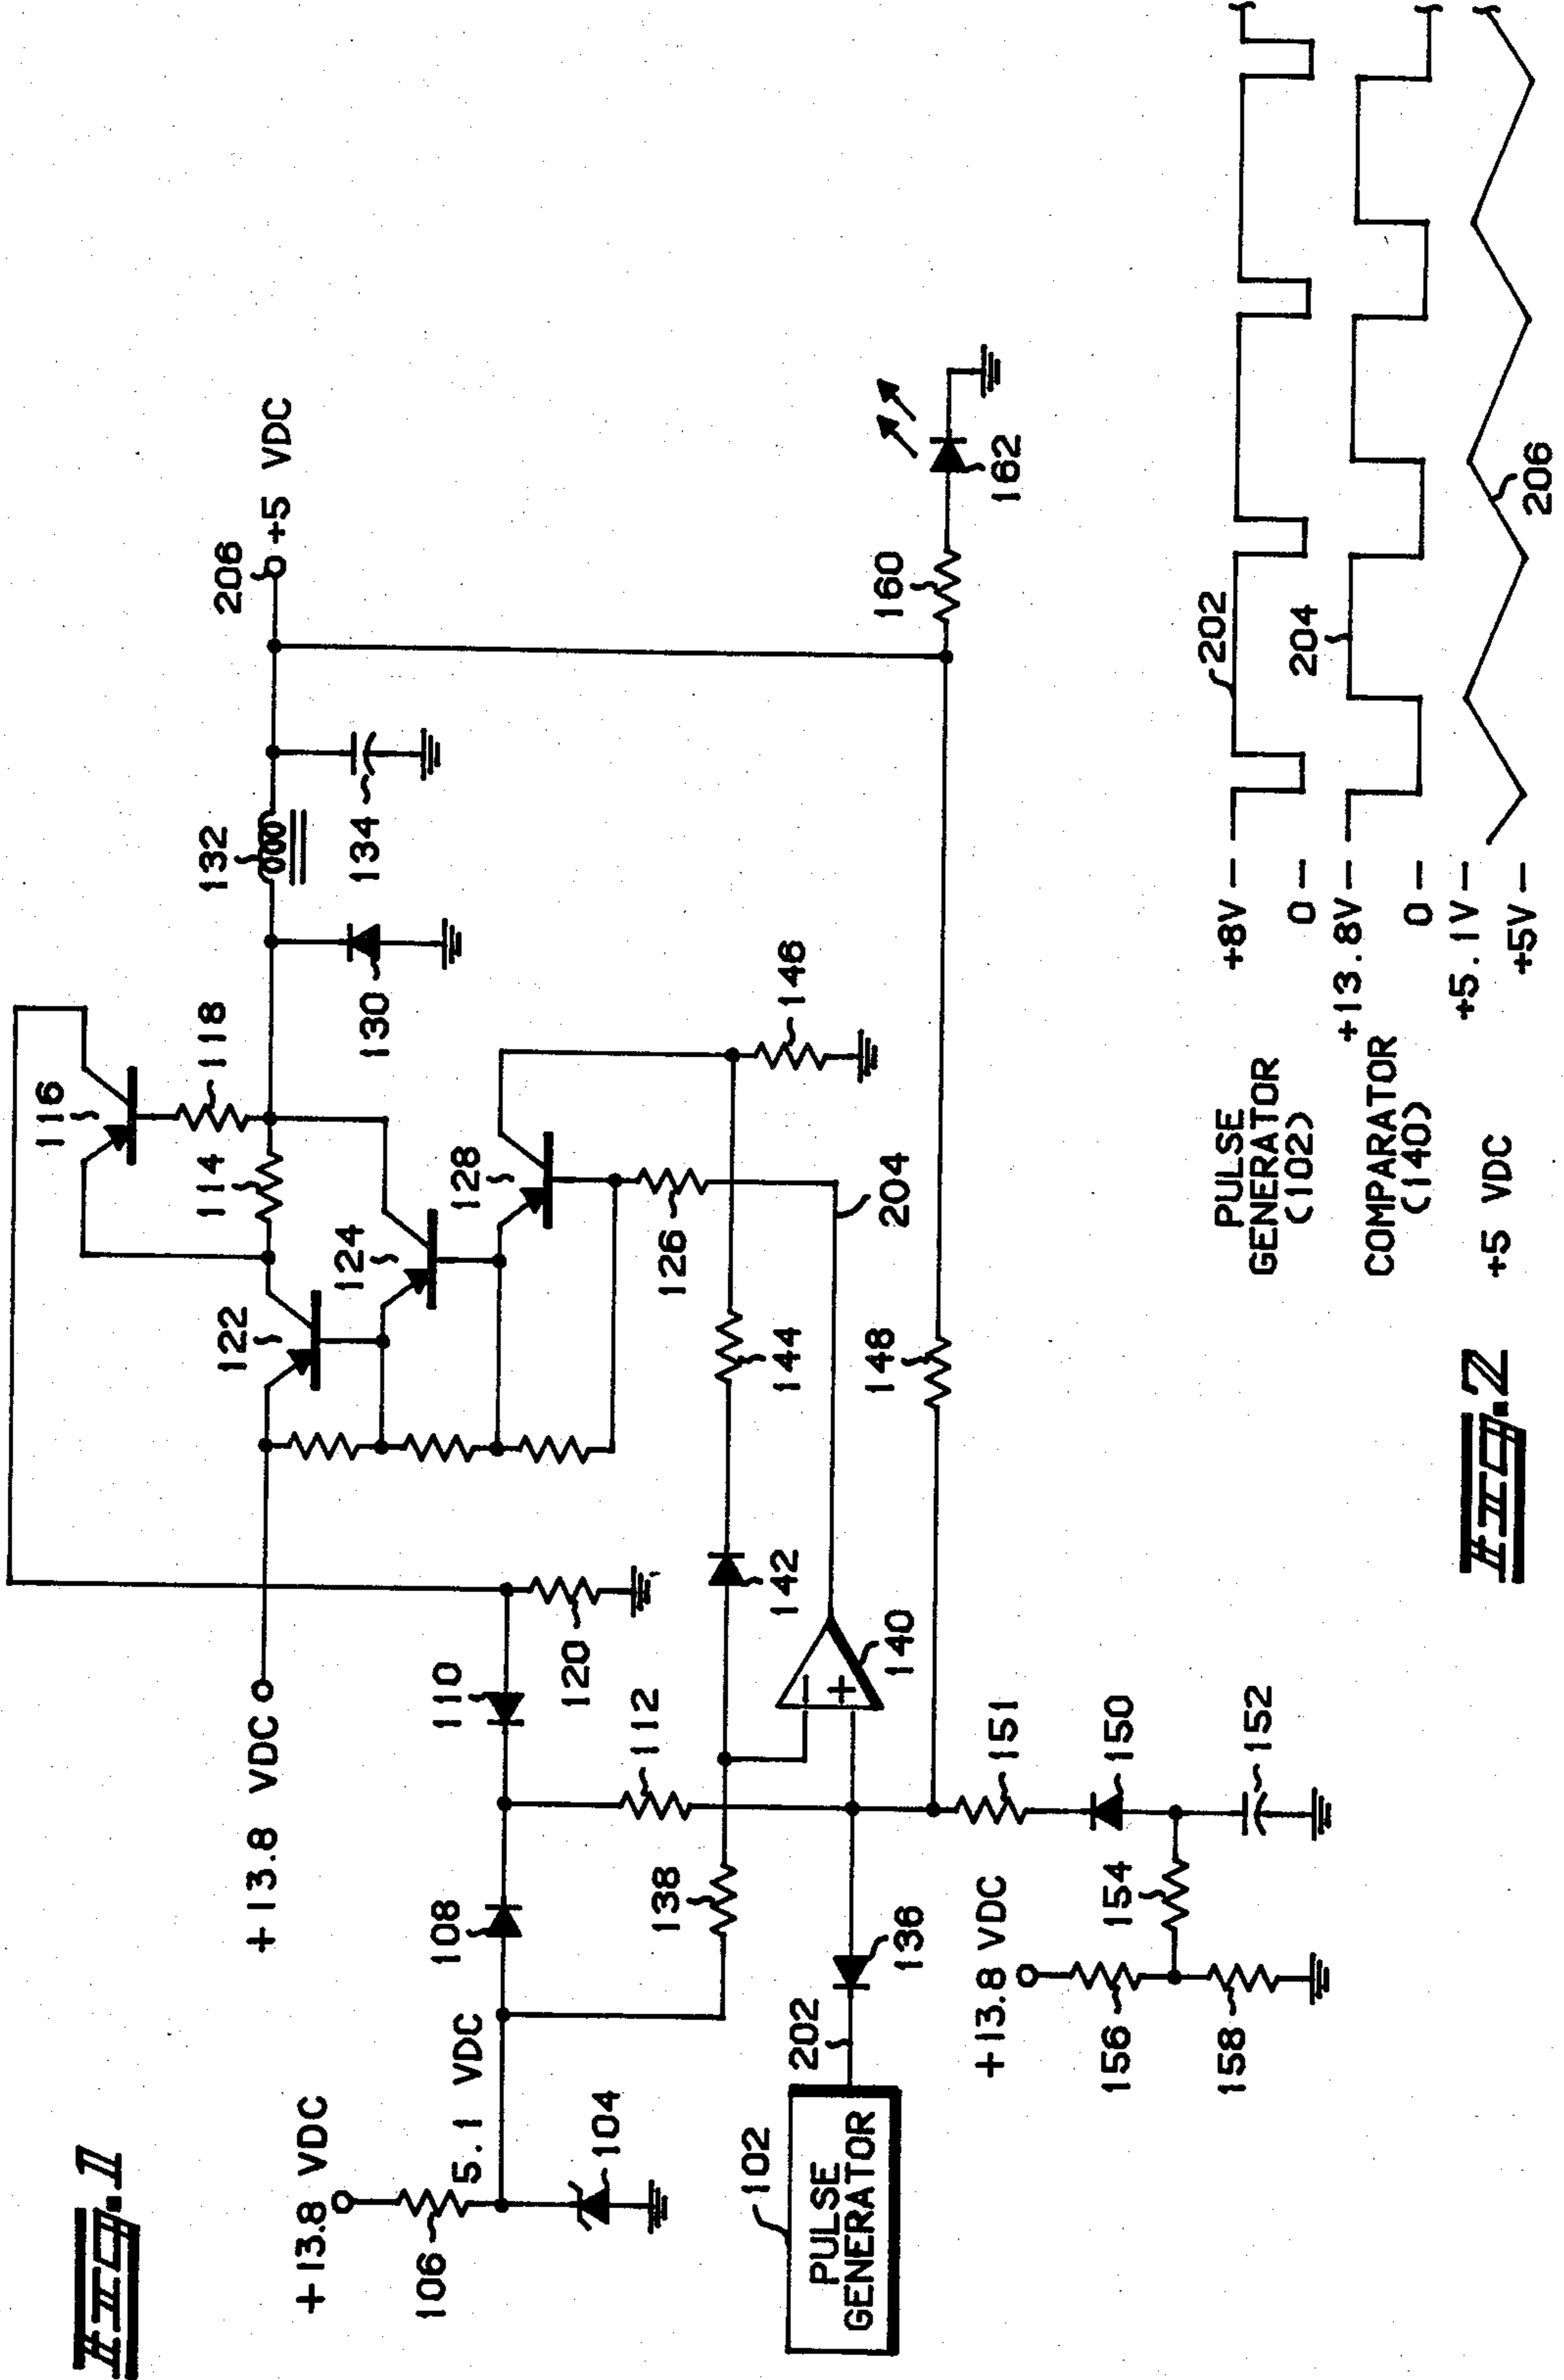 FIG. 1
+13.8 VDC
106
5.1 VDC
104
108
110
120
112
+13.8 VDC
122
124
128
114
116
118
126
130
132
134
206
+5 VDC
102
PULSE
GENERATOR
202
136
138
140
-
+
142
144
146
204
148
151
150
152
154
+13.8 VDC
156
158
160
162
FIG. 2
PULSE
GENERATOR
(102)
+8V
0
202
COMPARATOR
(140)
+13.8V
0
204
+5 VDC
+5.1V
+5V
206